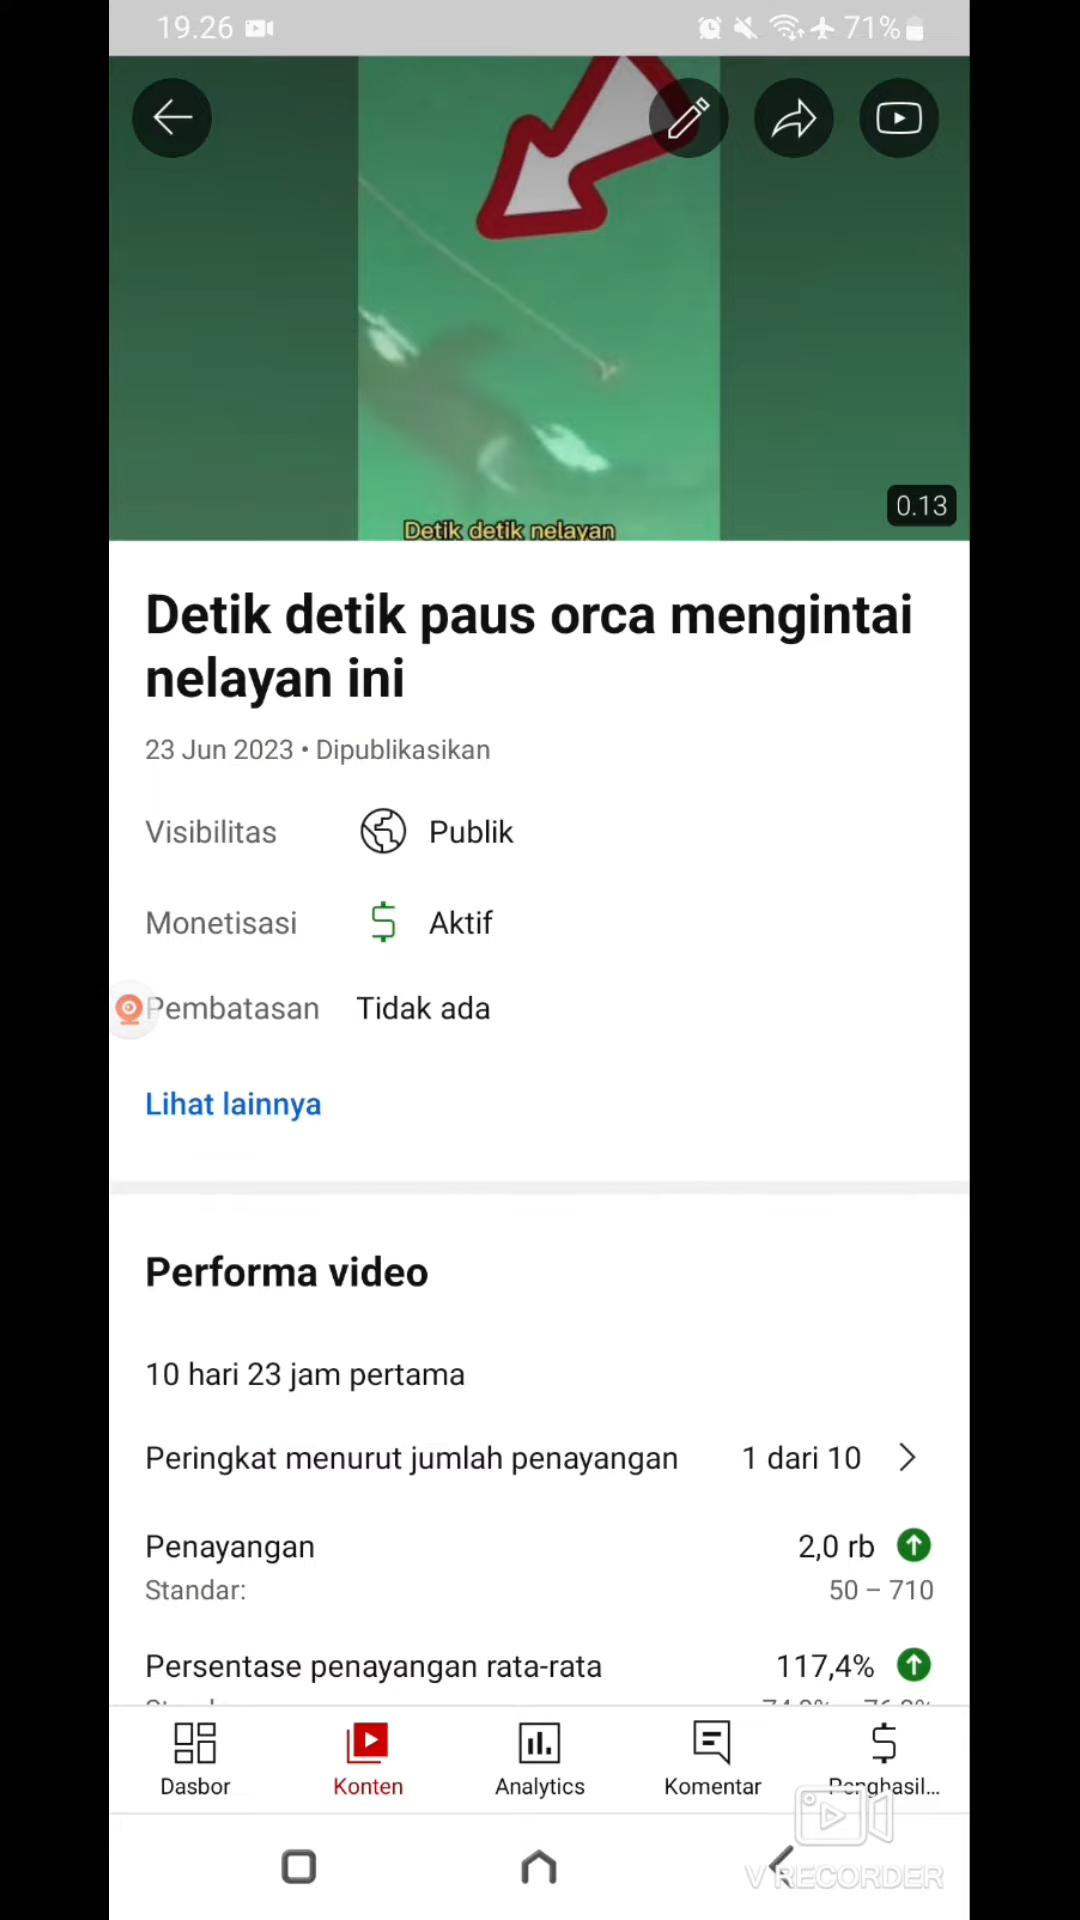 19.26
71%
0.13
Detik detik nelayan
Detik detik paus orca mengintai
nelayan ini
23 Jun 2023 • Dipublikasikan
Visibilitas Publik
Monetisasi Aktif
Pembatasan Tidak ada
Lihat lainnya
Performa video
10 hari 23 jam pertama
Peringkat menurut jumlah penayangan 1 dari 10
Penayangan 2,0 rb
Standar: 50 – 710
Persentase penayangan rata-rata 117,4%
Dasbor Konten Analytics Komentar Penghasil...
V RECORDER